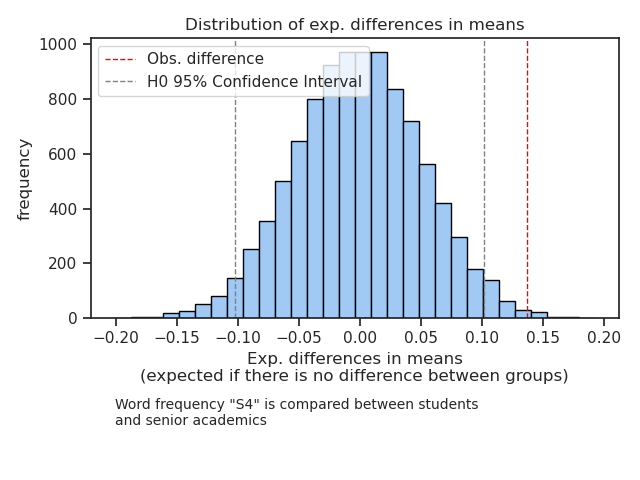 Distribution of exp. differences in means
Obs. difference
H0 95% Confidence Interval
1000
800
600
400
200
0
frequency
−0.20 −0.15 −0.10 −0.05 0.00 0.05 0.10 0.15 0.20
Exp. differences in means
(expected if there is no difference between groups)
Word frequency "S4" is compared between students
and senior academics